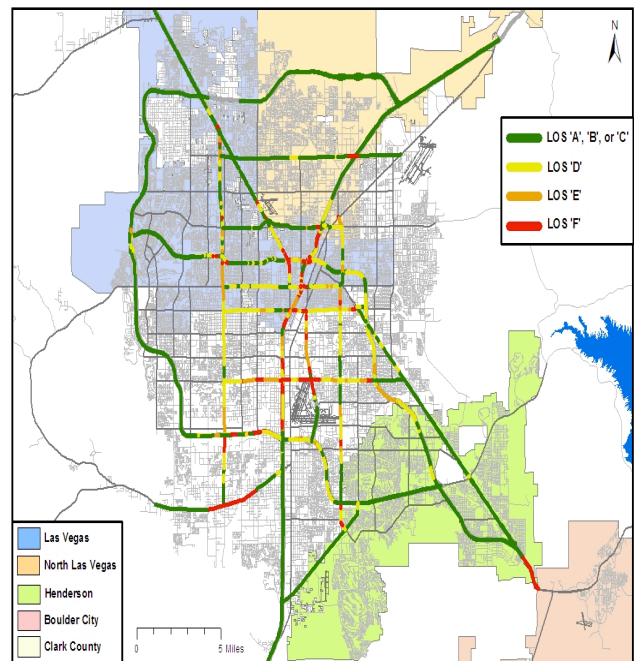 N
LOS 'A', 'B', or 'C'
LOS 'D'
LOS 'E'
LOS 'F'
Las Vegas
North Las Vegas
Henderson
Boulder City
Clark County
0 5 Miles